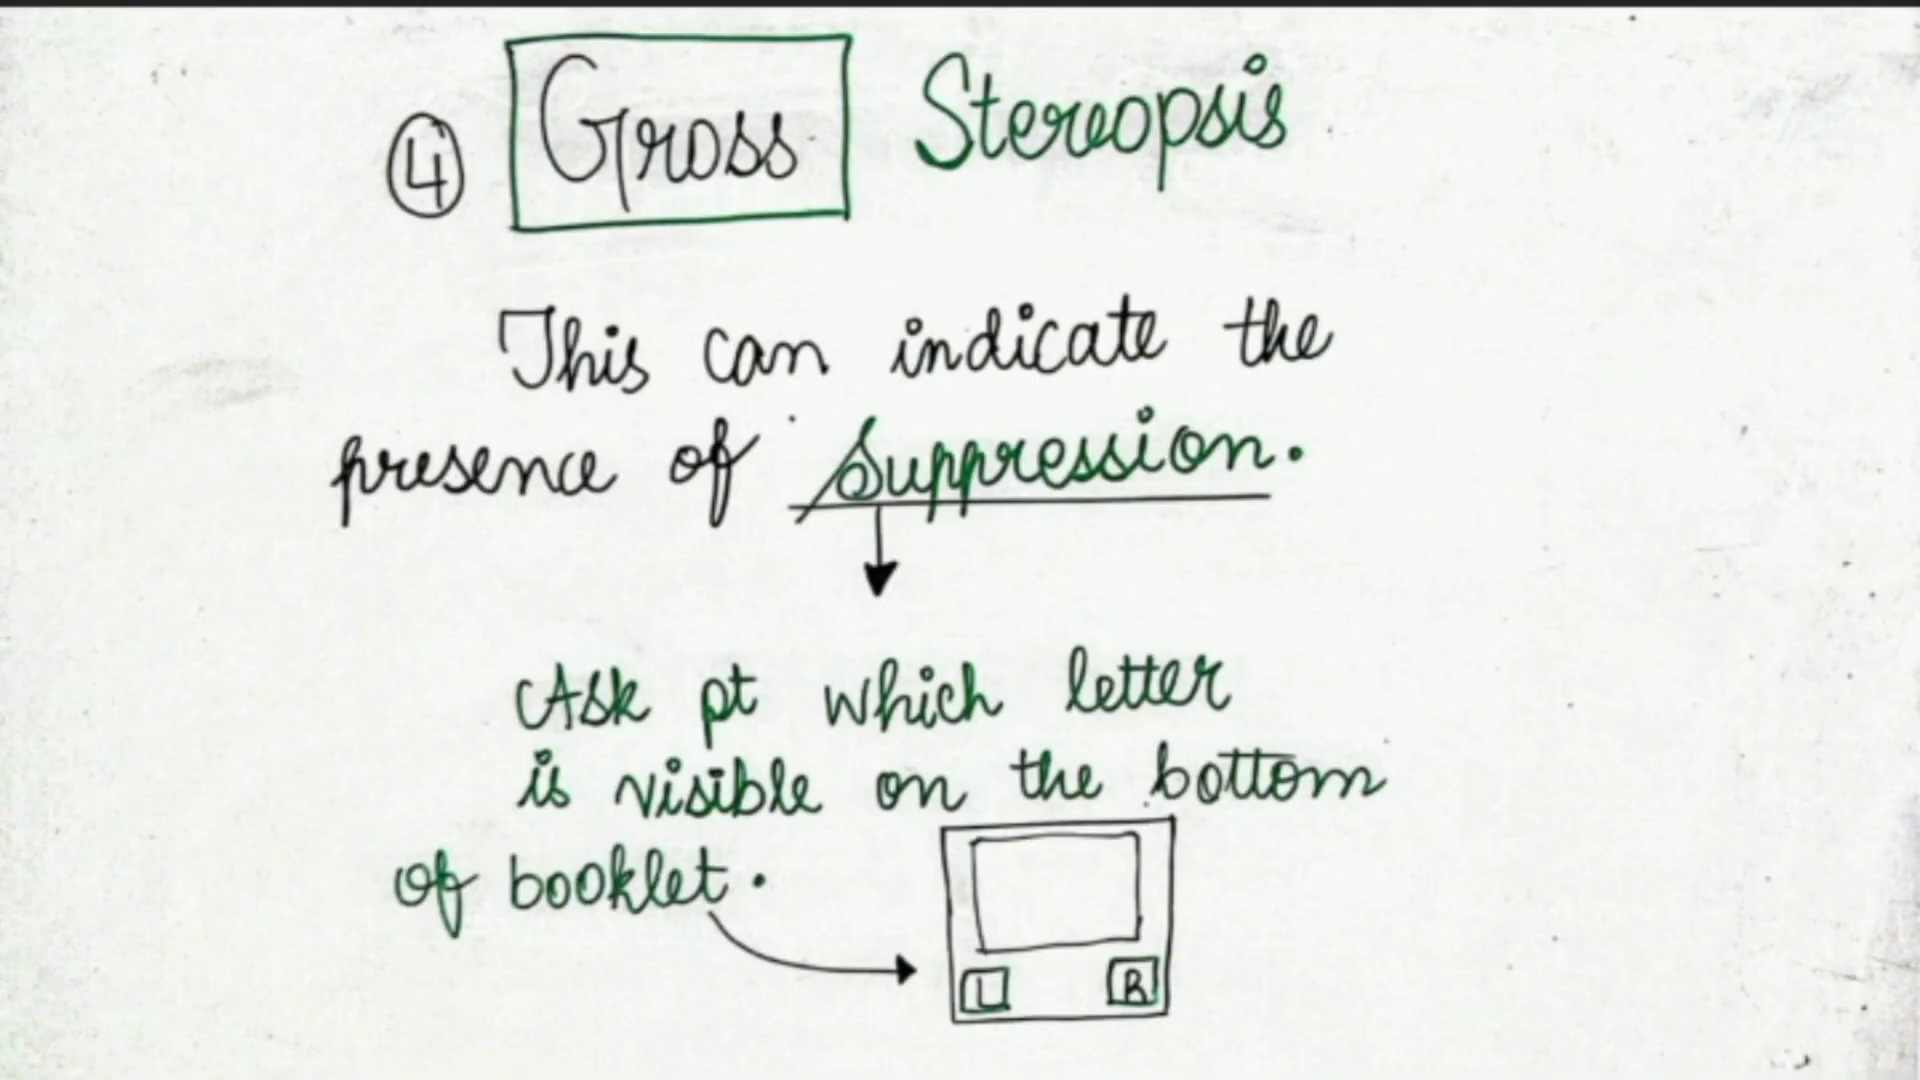 ④ Gross Stereopsis
This can indicate the
presence of Suppression.
Ask pt which letter
is visible on the bottom
of booklet.
L R